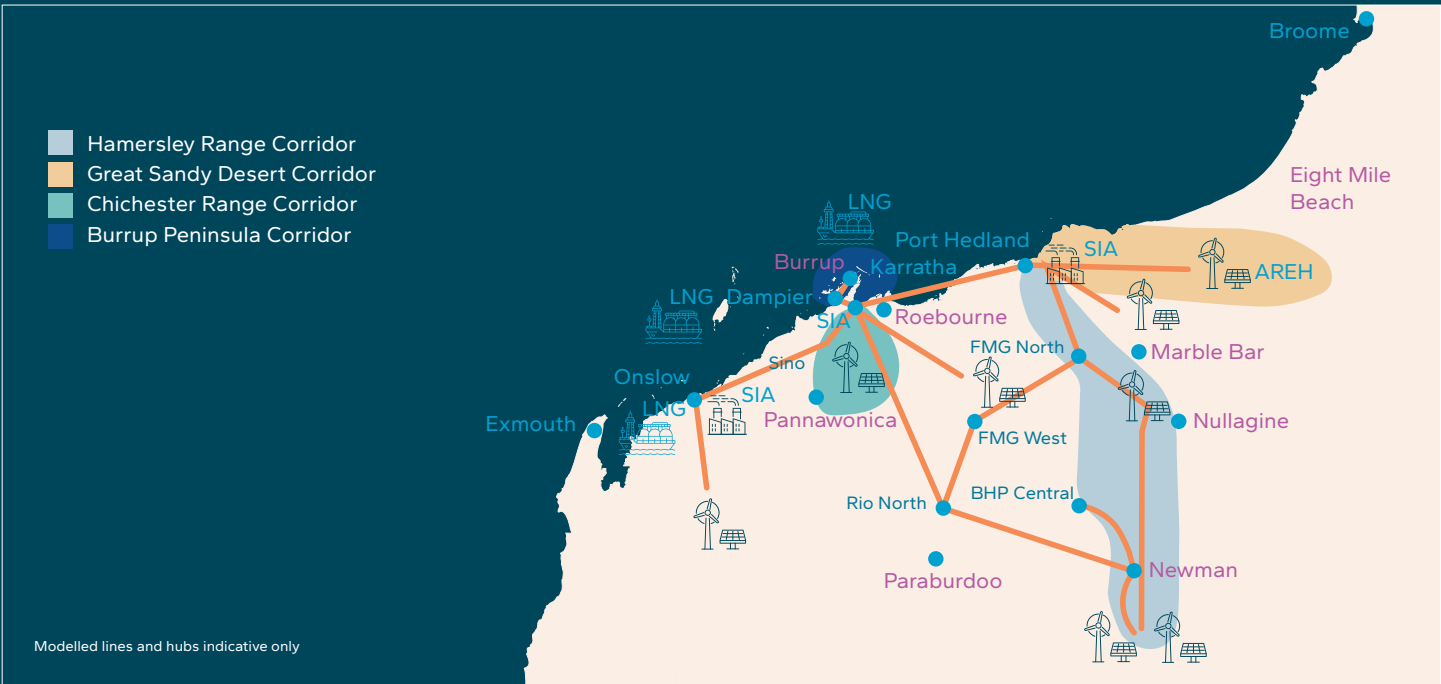 Broome
Hamersley Range Corridor
Great Sandy Desert Corridor
Chichester Range Corridor
Burrup Peninsula Corridor
Eight Mile
Beach
LNG
Port Hedland
SIA
Burrup
Karratha
AREH
LNG
Dampier
SIA
Roebourne
FMG North
Marble Bar
Sino
Onslow
SIA
LNG
Exmouth
Pannawonica
Nullagine
FMG West
BHP Central
Rio North
Newman
Paraburdoo
Modelled lines and hubs indicative only